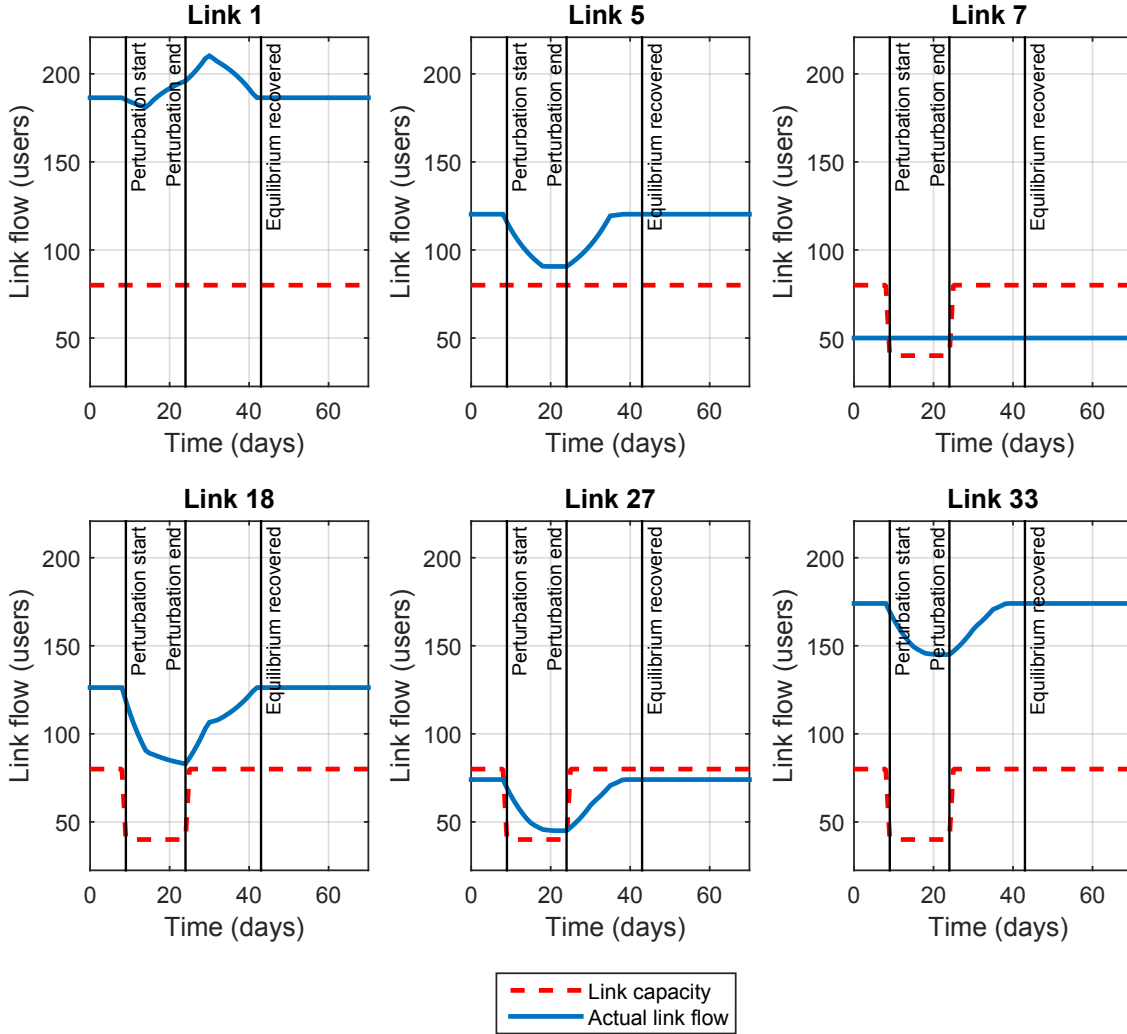 Link 1
Link flow (users)
200
150
100
50
Perturbation start
Perturbation end
Equilibrium recovered
0
20
40
60
Time (days)
Link 5
Link flow (users)
200
150
100
50
Perturbation start
Perturbation end
Equilibrium recovered
0
20
40
60
Time (days)
Link 7
Link flow (users)
200
150
100
50
Perturbation start
Perturbation end
Equilibrium recovered
0
20
40
60
Time (days)
Link 18
Link flow (users)
200
150
100
50
Perturbation start
Perturbation end
Equilibrium recovered
0
20
40
60
Time (days)
Link 27
Link flow (users)
200
150
100
50
Perturbation start
Perturbation end
Equilibrium recovered
0
20
40
60
Time (days)
Link 33
Link flow (users)
200
150
100
50
Perturbation start
Perturbation end
Equilibrium recovered
0
20
40
60
Time (days)
Link capacity
Actual link flow